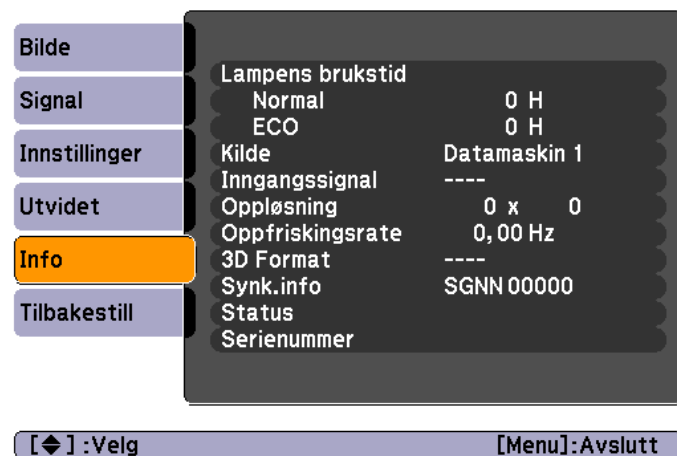 Bilde
Signal
Innstillinger
Utvidet
Info
Tilbakestill
Lampens brukstid
Normal 0 H
ECO 0 H
Kilde Datamaskin 1
Inngangssignal ----
Oppløsning 0 x 0
Oppfriskingsrate 0,00 Hz
3D Format ----
Synk.info SGNN 00000
Status
Serienummer
[◆] :Velg [Menu]:Avslutt